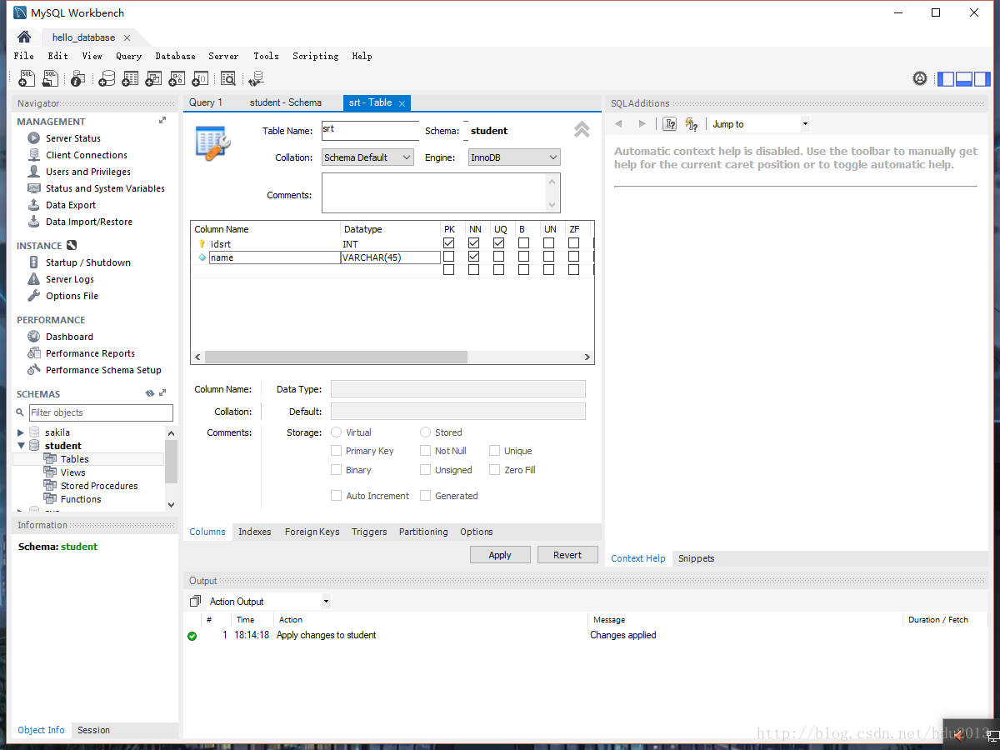 MySQL Workbench
hello_database
File Edit View Query Database Server Tools Scripting Help
Navigator
MANAGEMENT
Server Status
Client Connections
Users and Privileges
Status and System Variables
Data Export
Data Import/Restore
INSTANCE
Startup / Shutdown
Server Logs
Options File
PERFORMANCE
Dashboard
Performance Reports
Performance Schema Setup
SCHEMAS
Filter objects
sakila
student
Tables
Views
Stored Procedures
Functions
Information
Schema: student
Object Info Session
Query 1 student - Schema srt - Table
Table Name: srt Schema: student
Collation: Schema Default Engine: InnoDB
Comments:
Column Name Datatype PK NN UQ B UN ZF
idsrt INT
name VARCHAR(45)
Column Name: Data Type:
Collation: Default:
Comments: Storage: Virtual Stored
Primary Key Not Null Unique
Binary Unsigned Zero Fill
Auto Increment Generated
Columns Indexes Foreign Keys Triggers Partitioning Options
Apply Revert
SQLAdditions
Jump to
Automatic context help is disabled. Use the toolbar to manually get
help for the current caret position or to toggle automatic help.
Context Help Snippets
Output
Action Output
# Time Action Message Duration / Fetch
1 18:14:18 Apply changes to student Changes applied
http://blog.csdn.net/hdu2013